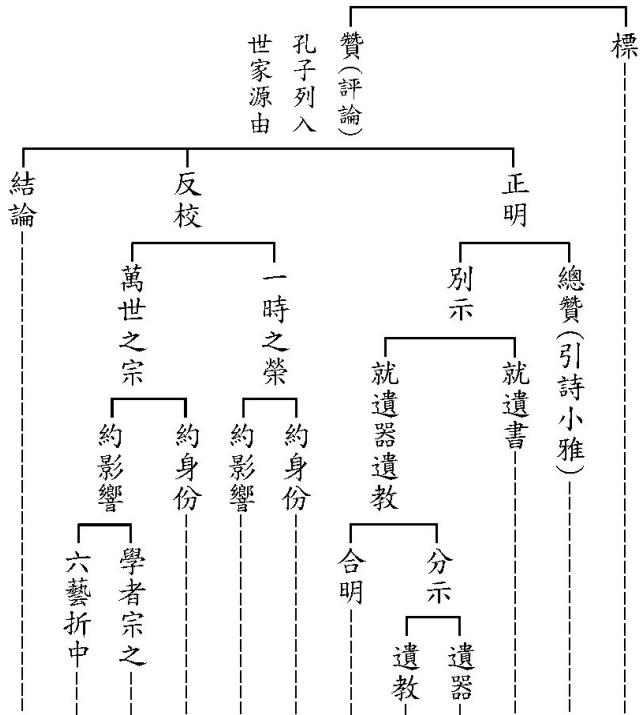 標
贊(評論)
孔子列入
世家源由
正明
總贊(引詩小雅)
別示
就遺書
就遺器遺教
分示
遺器
遺教
合明
反校
一時之榮
約身份
約影響
萬世之宗
約身份
約影響
學者宗之
六藝折中
結論